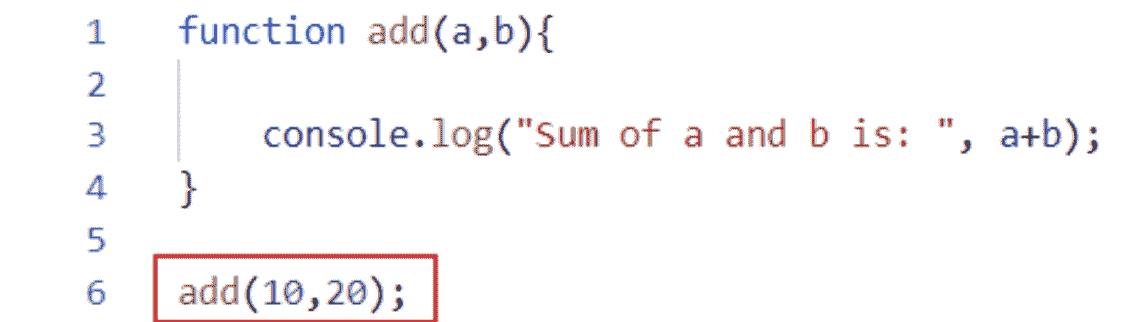 1 function add(a,b){
2
3 console.log("Sum of a and b is: ", a+b);
4 }
5
6 add(10,20);